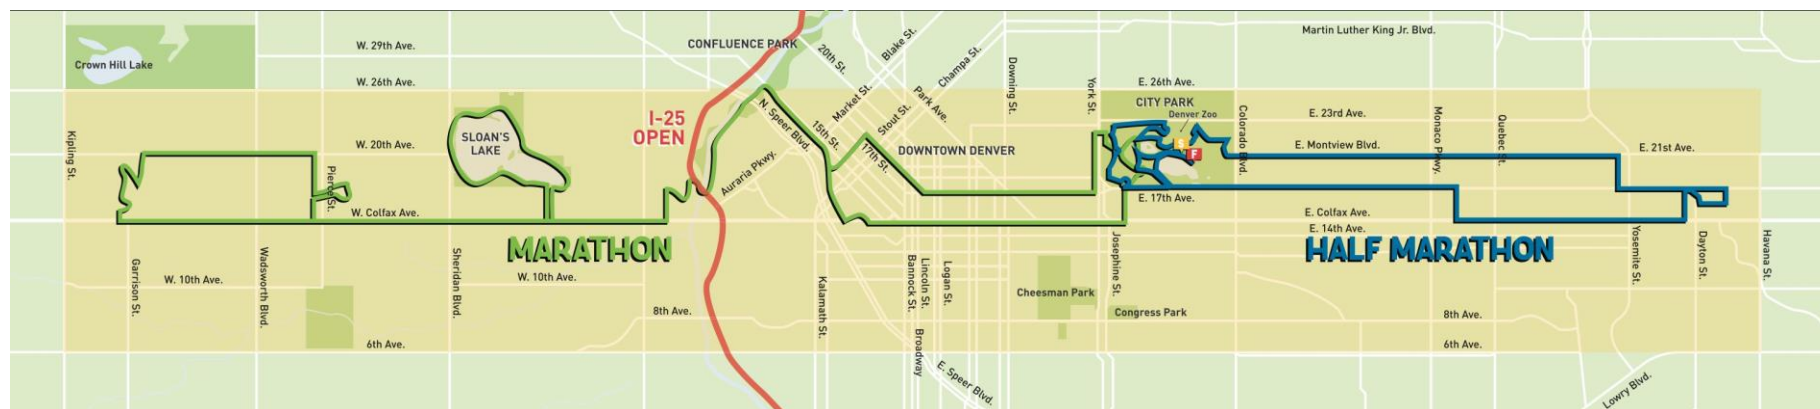 Martin Luther King Jr. Blvd.
W. 29th Ave.
CONFLUENCE PARK
20th St.
Blake St.
Crown Hill Lake
Champa St.
Downing St.
W. 26th Ave.
York St.
E. 26th Ave.
Market St.
Park Ave.
CITY PARK
Denver Zoo
I-25
OPEN
N. Speer Blvd.
15th St.
Stout St.
Colorado Blvd.
E. 23rd Ave.
Monaco Pkwy.
Quebec St.
Kipling St.
W. 20th Ave.
SLOAN'S
LAKE
17th St.
DOWNTOWN DENVER
S
F
E. Montview Blvd.
E. 21st Ave.
Auraria Pkwy.
Pierce St.
W. Colfax Ave.
E. 17th Ave.
E. Colfax Ave.
E. 14th Ave.
MARATHON
HALF MARATHON
Garrison St.
Wadsworth Blvd.
Sheridan Blvd.
W. 10th Ave.
W. 10th Ave.
Kalamath St.
Bannock St.
Lincoln St.
Logan St.
Josephine St.
Yosemite St.
Dayton St.
Havana St.
Cheesman Park
8th Ave.
Congress Park
8th Ave.
6th Ave.
Broadway
6th Ave.
E. Speer Blvd.
Lowry Blvd.